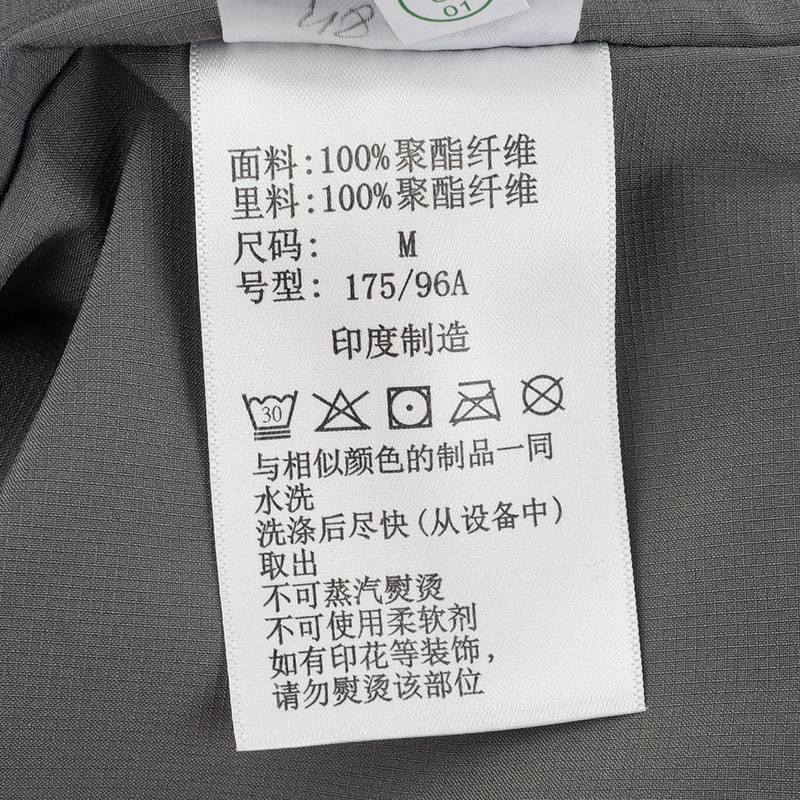 48
01
面料:100%聚酯纤维
里料:100%聚酯纤维
尺码: M
号型: 175/96A
印度制造
30
与相似颜色的制品一同
水洗
洗涤后尽快(从设备中)
取出
不可蒸汽熨烫
不可使用柔软剂
如有印花等装饰，
请勿熨烫该部位